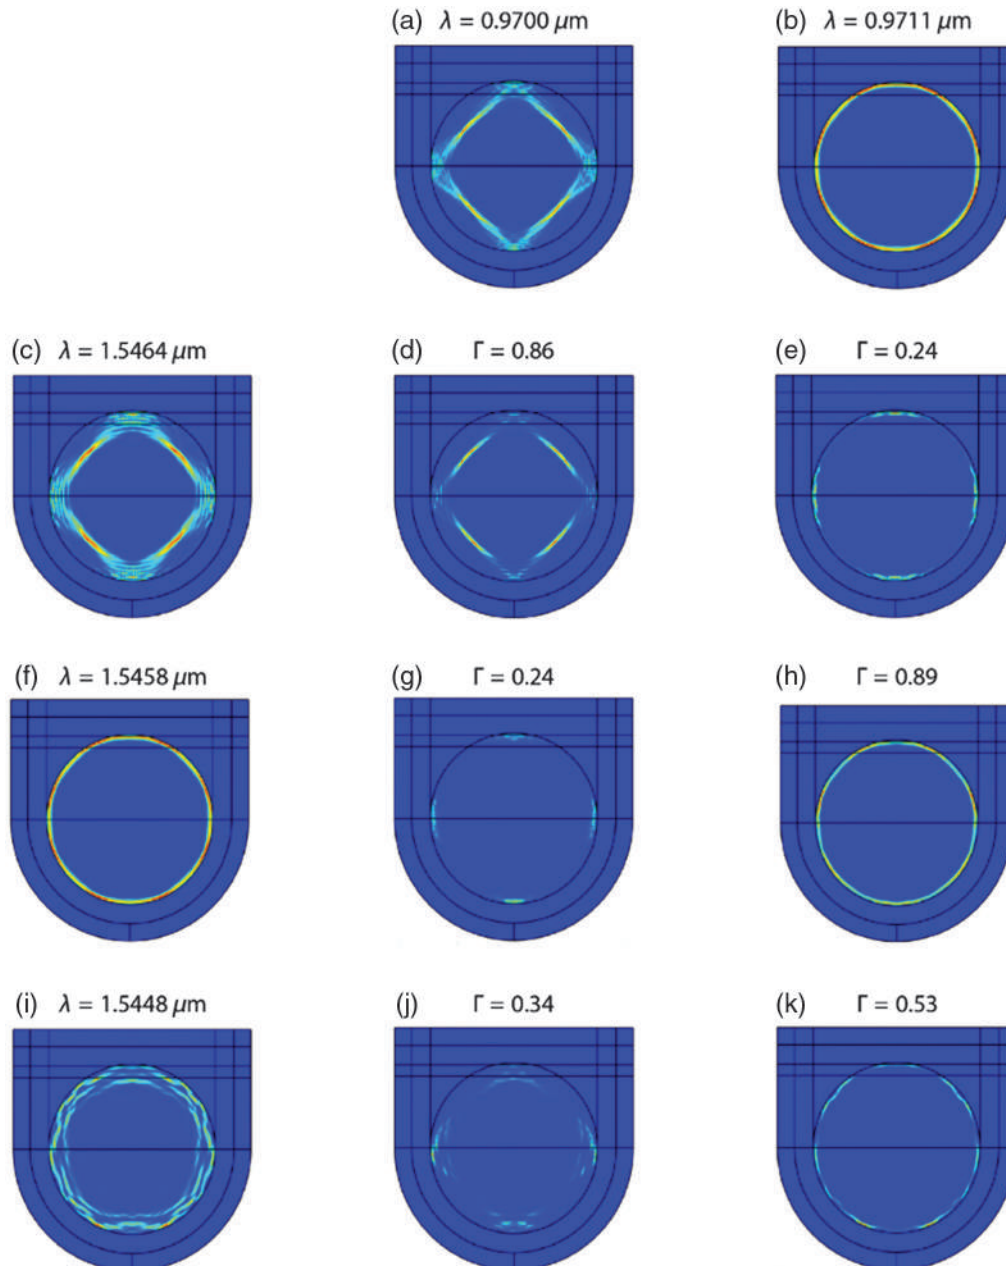 (a) λ = 0.9700 μm
(b) λ = 0.9711 μm
(c) λ = 1.5464 μm
(d) Γ = 0.86
(e) Γ = 0.24
(f) λ = 1.5458 μm
(g) Γ = 0.24
(h) Γ = 0.89
(i) λ = 1.5448 μm
(j) Γ = 0.34
(k) Γ = 0.53